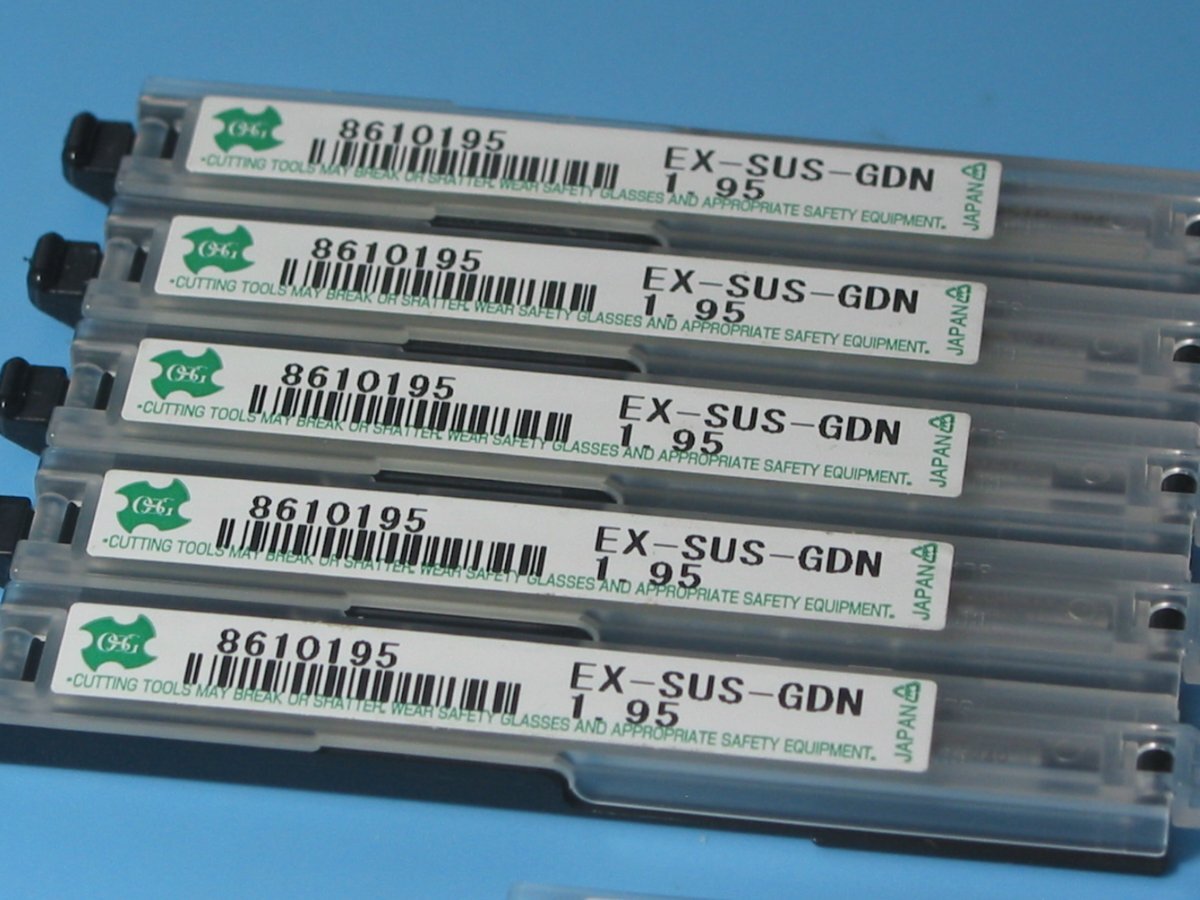 OSG 8610195
EX-SUS-GDN
1.95
*CUTTING TOOLS MAY BREAK OR SHATTER. WEAR SAFETY GLASSES AND APPROPRIATE SAFETY EQUIPMENT.
JAPAN
OSG 8610195
EX-SUS-GDN
1.95
*CUTTING TOOLS MAY BREAK OR SHATTER. WEAR SAFETY GLASSES AND APPROPRIATE SAFETY EQUIPMENT.
JAPAN
OSG 8610195
EX-SUS-GDN
1.95
*CUTTING TOOLS MAY BREAK OR SHATTER. WEAR SAFETY GLASSES AND APPROPRIATE SAFETY EQUIPMENT.
JAPAN
OSG 8610195
EX-SUS-GDN
1.95
*CUTTING TOOLS MAY BREAK OR SHATTER. WEAR SAFETY GLASSES AND APPROPRIATE SAFETY EQUIPMENT.
JAPAN
OSG 8610195
EX-SUS-GDN
1.95
*CUTTING TOOLS MAY BREAK OR SHATTER. WEAR SAFETY GLASSES AND APPROPRIATE SAFETY EQUIPMENT.
JAPAN